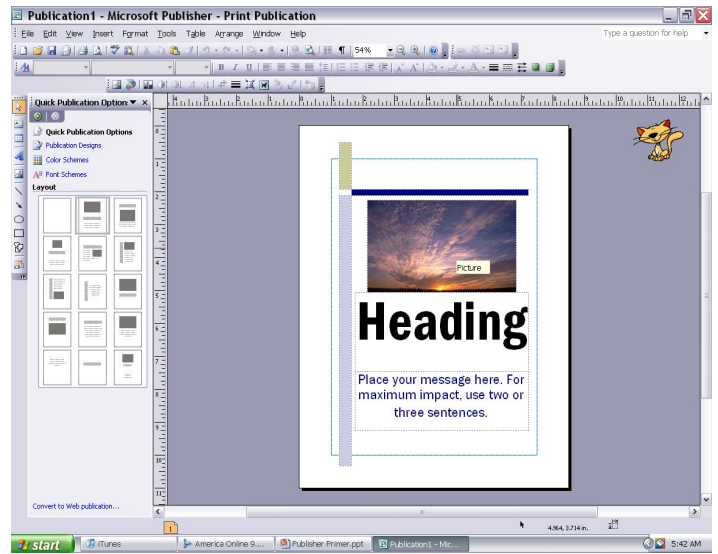 Publication1 - Microsoft Publisher - Print Publication
File Edit View Insert Format Tools Table Arrange Window Help
Type a question for help
54%
Quick Publication Option:
Quick Publication Options
Publication Designs
Color Schemes
Font Schemes
Layout
Picture
Heading
Place your message here. For
maximum impact, use two or
three sentences.
Convert to Web publication...
1
4.964, 3.714 in.
start
iTunes
America Online 9....
Publisher Primer.ppt
Publication1 - Mic...
5:42 AM